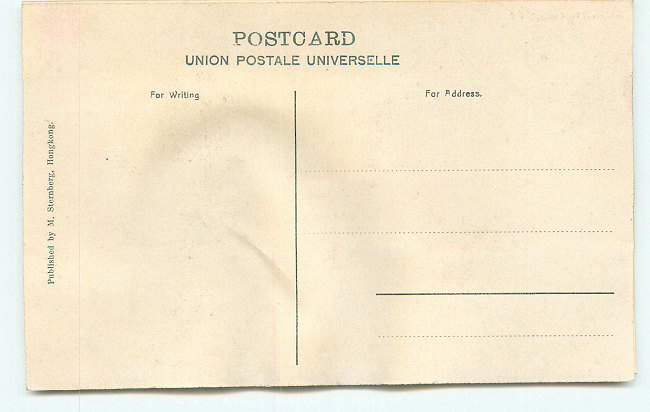 POSTCARD
UNION POSTALE UNIVERSELLE
For Writing
For Address.
Published by M. Sternberg, Hongkong.